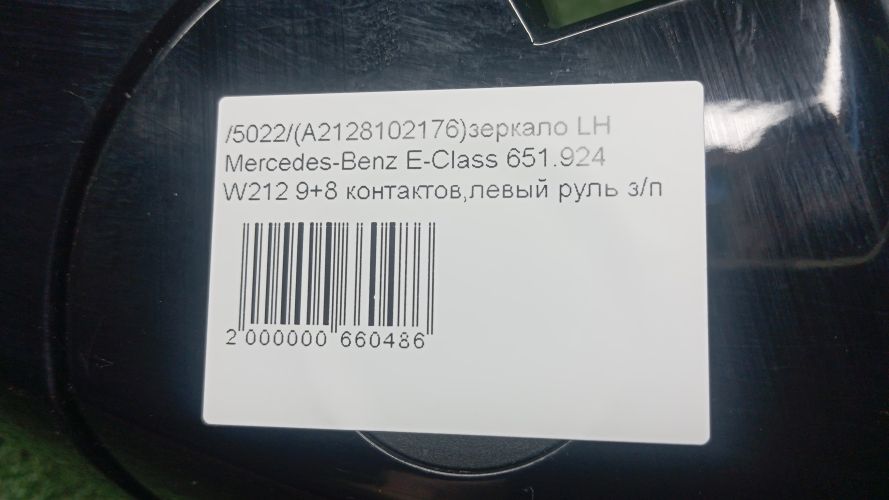 /5022/(A2128102176)зеркало LH
Mercedes-Benz E-Class 651.924
W212 9+8 контактов,левый руль з/п
2 000000 660486